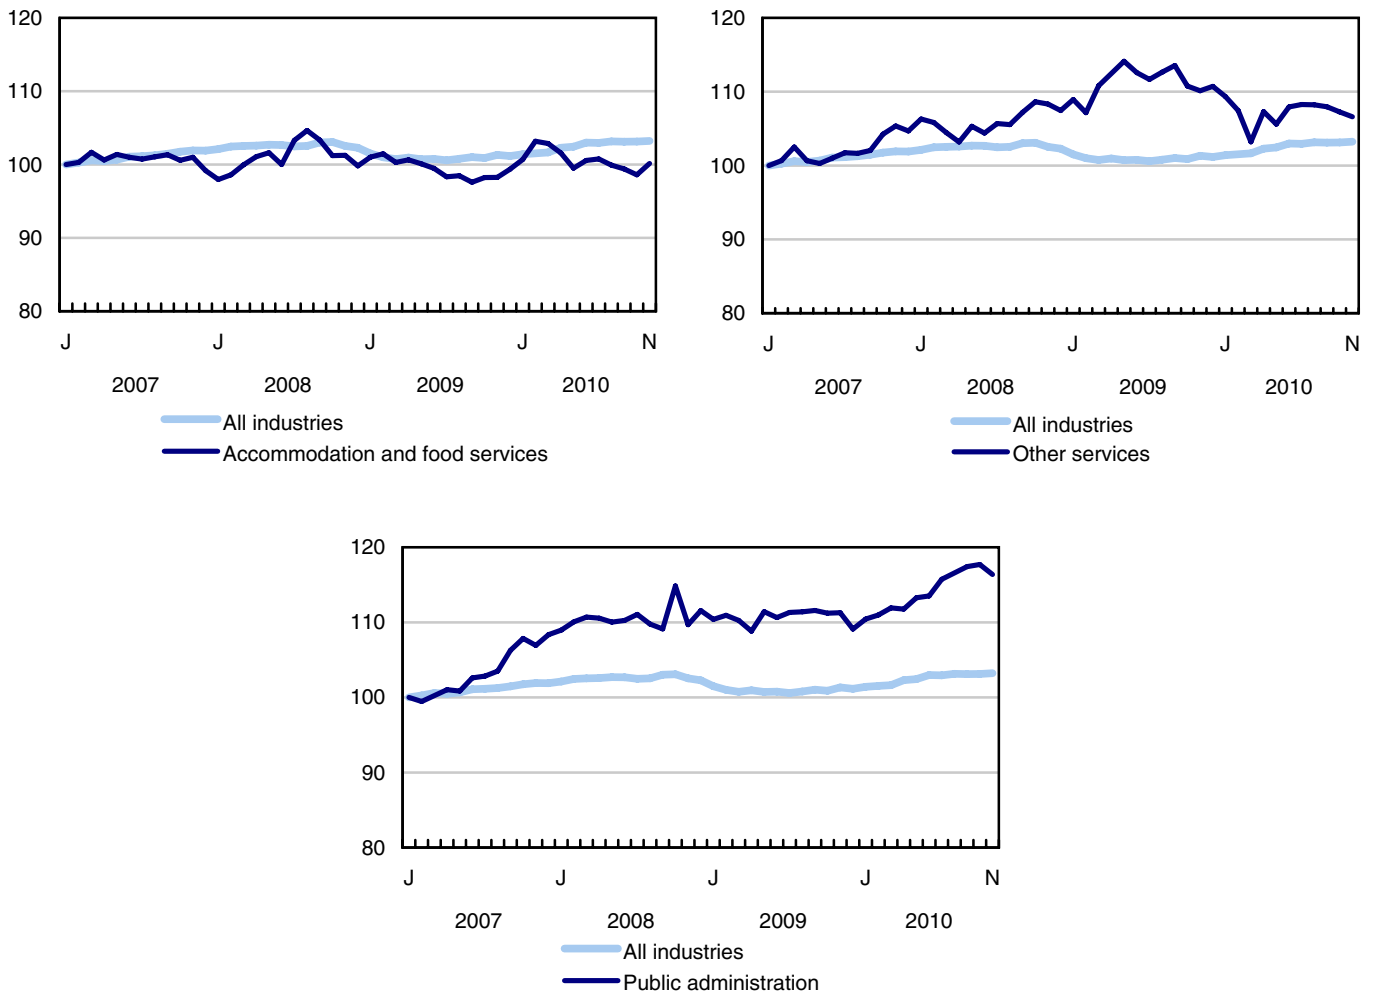 120
110
100
90
80
J J J J N
2007 2008 2009 2010
All industries
Accommodation and food services
120
110
100
90
80
J J J J N
2007 2008 2009 2010
All industries
Other services
120
110
100
90
80
J J J J N
2007 2008 2009 2010
All industries
Public administration